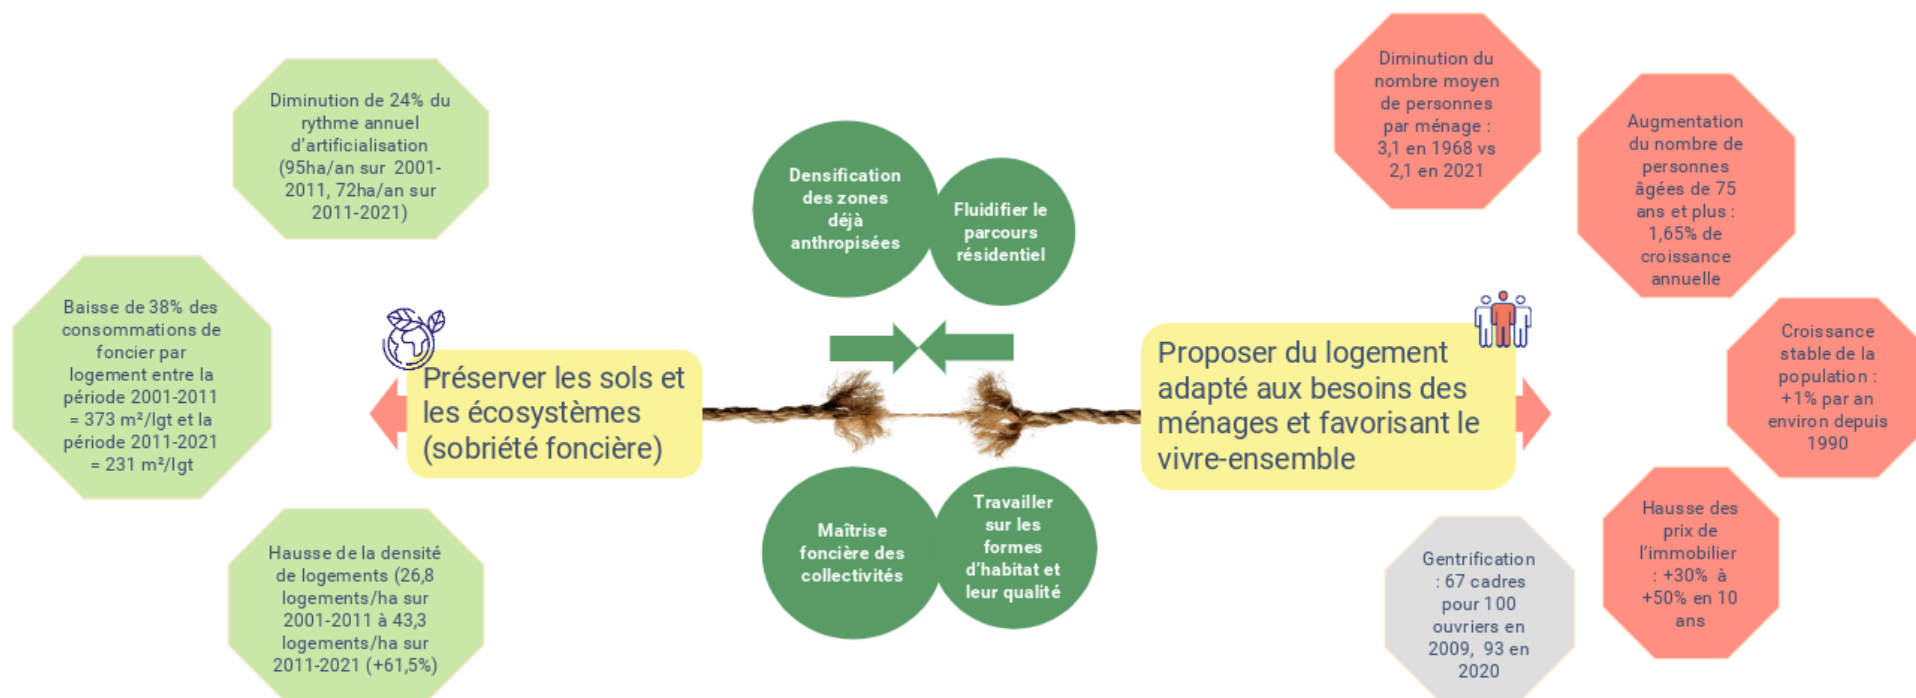 Diminution de 24% du
rythme annuel
d'artificialisation
(95ha/an sur 2001-
2011, 72ha/an sur
2011-2021)
Baisse de 38% des
consommations de
foncier par
logement entre la
période 2001-2011
= 373 m²/lgt et la
période 2011-2021
= 231 m²/lgt
Hausse de la densité
de logements (26,8
logements/ha sur
2001-2011 à 43,3
logements/ha sur
2011-2021 (+61,5%)
Préserver les sols et
les écosystèmes
(sobriété foncière)
Densification
des zones
déjà
anthropisées
Fluidifier le
parcours
résidentiel
Maîtrise
foncière des
collectivités
Travailler
sur les
formes
d'habitat et
leur qualité
Proposer du logement
adapté aux besoins des
ménages et favorisant le
vivre-ensemble
Diminution du
nombre moyen
de personnes
par ménage :
3,1 en 1968 vs
2,1 en 2021
Augmentation
du nombre de
personnes
âgées de 75
ans et plus :
1,65% de
croissance
annuelle
Croissance
stable de la
population :
+1% par an
environ depuis
1990
Hausse des
prix de
l'immobilier
: +30% à
+50% en 10
ans
Gentrification
: 67 cadres
pour 100
ouvriers en
2009, 93 en
2020